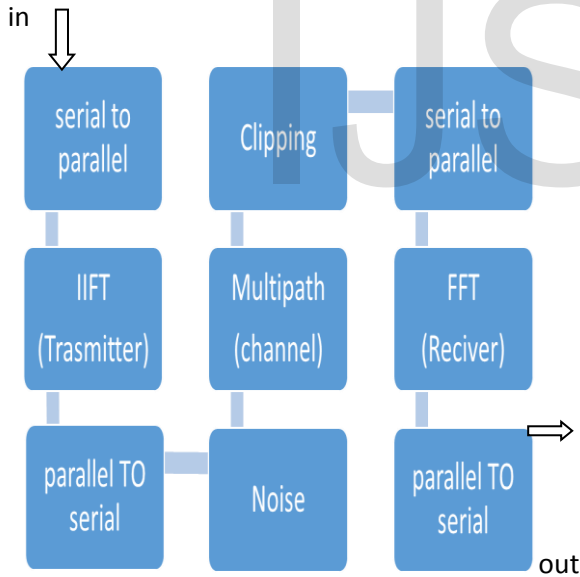 in
serial to
parallel
IIFT
(Trasmitter)
parallel TO
serial
Noise
Multipath
(channel)
Clipping
serial to
parallel
FFT
(Reciver)
parallel TO
serial
out
IJS